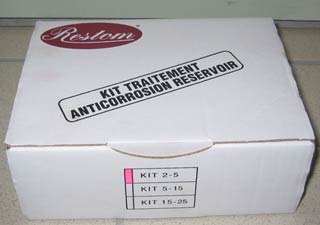 Restom
KIT TRAITEMENT
ANTICORROSION RESERVOIR
KIT 2-5
KIT 5-15
KIT 15-25